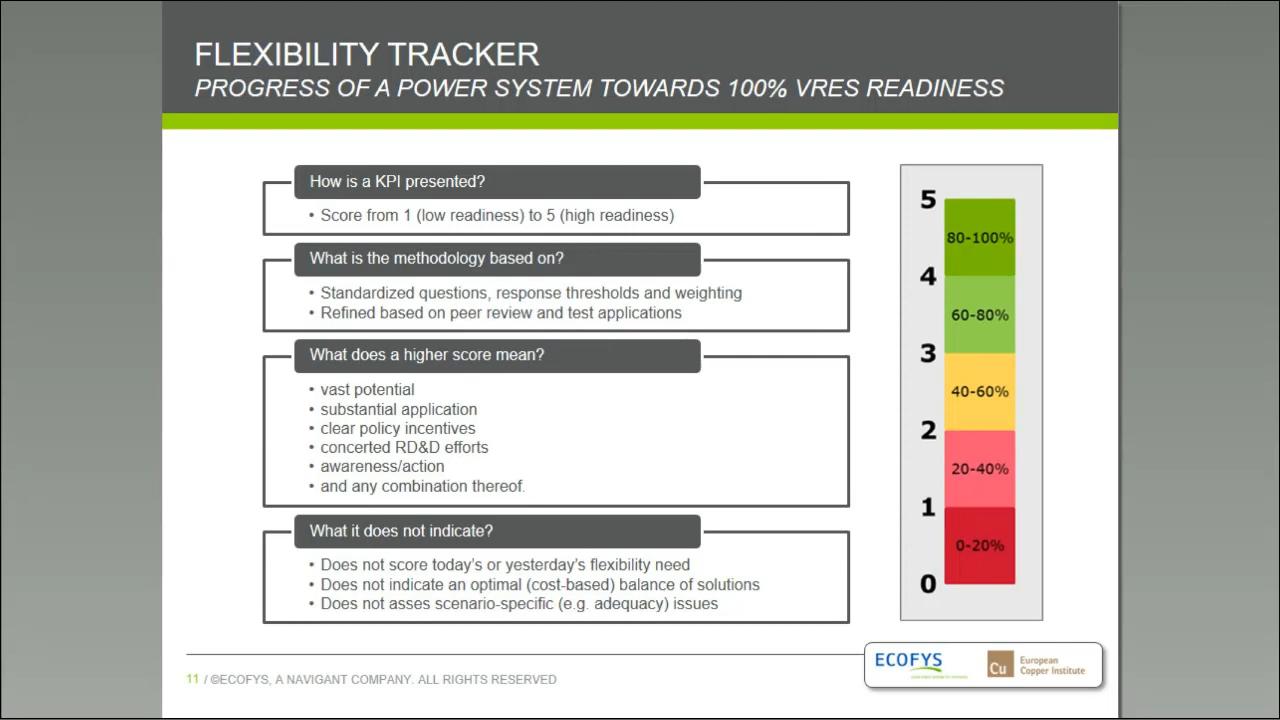 FLEXIBILITY TRACKER
PROGRESS OF A POWER SYSTEM TOWARDS 100% VRES READINESS
How is a KPI presented?
• Score from 1 (low readiness) to 5 (high readiness)
What is the methodology based on?
• Standardized questions, response thresholds and weighting
• Refined based on peer review and test applications
What does a higher score mean?
• vast potential
• substantial application
• clear policy incentives
• concerted RD&D efforts
• awareness/action
• and any combination thereof.
What it does not indicate?
• Does not score today's or yesterday's flexibility need
• Does not indicate an optimal (cost-based) balance of solutions
• Does not asses scenario-specific (e.g. adequacy) issues
5
80-100%
4
60-80%
3
40-60%
2
20-40%
1
0-20%
0
11 / ©ECOFYS, A NAVIGANT COMPANY. ALL RIGHTS RESERVED
ECOFYS
Cu
European
Copper Institute